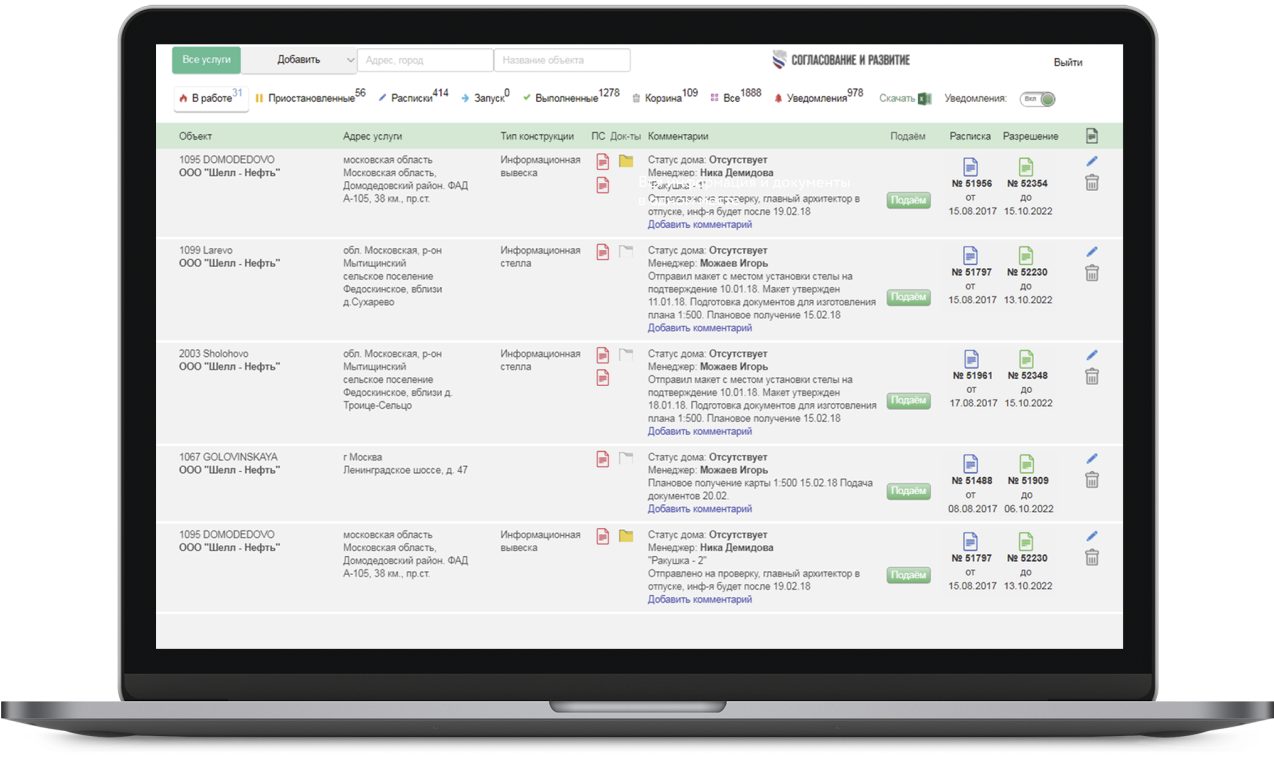 Все услуги
Добавить
Адрес, город
Название объекта
СОГЛАСОВАНИЕ И РАЗВИТИЕ
Выйти
В работе 31
Приостановленные 56
Расписки 414
Запуск 0
Выполненные 1278
Корзина 109
Все 1888
Уведомления 978
Скачать
Уведомления:
Вкл
Объект
Адрес услуги
Тип конструкции
ПС
Док-ты
Комментарии
Подаём
Расписка
Разрешение
1095 DOMODEDOVO
ООО "Шелл - Нефть"
московская область
Московская область,
Домодедовский район. ФАД
А-105, 38 км., пр.ст.
Информационная
вывеска
Статус дома: Отсутствует
Менеджер: Ника Демидова
"Ракушка - 1"
Отправлено на проверку, главный архитектор в
отпуске, инф-я будет после 19.02.18
Добавить комментарий
Подаём
№ 51956
от
15.08.2017
№ 52354
до
15.10.2022
1099 Larevo
ООО "Шелл - Нефть"
обл. Московская, р-он
Мытищинский
сельское поселение
Федоскинское, вблизи
д.Сухарево
Информационная
стелла
Статус дома: Отсутствует
Менеджер: Можаев Игорь
Отправил макет с местом установки стелы на
подтверждение 10.01.18. Макет утвержден
11.01.18. Подготовка документов для изготовления
плана 1:500. Плановое получение 15.02.18
Добавить комментарий
Подаём
№ 51797
от
15.08.2017
№ 52230
до
13.10.2022
2003 Sholohovo
ООО "Шелл - Нефть"
обл. Московская, р-он
Мытищинский
сельское поселение
Федоскинское, вблизи д.
Троице-Сельцо
Информационная
стелла
Статус дома: Отсутствует
Менеджер: Можаев Игорь
Отправил макет с местом установки стелы на
подтверждение 10.01.18. Макет утвержден
18.01.18. Подготовка документов для изготовления
плана 1:500. Плановое получение 15.02.18
Добавить комментарий
Подаём
№ 51961
от
17.08.2017
№ 52348
до
15.10.2022
1067 GOLOVINSKAYA
ООО "Шелл - Нефть"
г Москва
Ленинградское шоссе, д. 47
Статус дома: Отсутствует
Менеджер: Можаев Игорь
Плановое получение карты 1:500 15.02.18 Подача
документов 20.02.
Добавить комментарий
Подаём
№ 51488
от
08.08.2017
№ 51909
до
06.10.2022
1095 DOMODEDOVO
ООО "Шелл - Нефть"
московская область
Московская область,
Домодедовский район. ФАД
А-105, 38 км., пр.ст.
Информационная
вывеска
Статус дома: Отсутствует
Менеджер: Ника Демидова
"Ракушка - 2"
Отправлено на проверку, главный архитектор в
отпуске, инф-я будет после 19.02.18
Добавить комментарий
Подаём
№ 51797
от
15.08.2017
№ 52230
до
13.10.2022